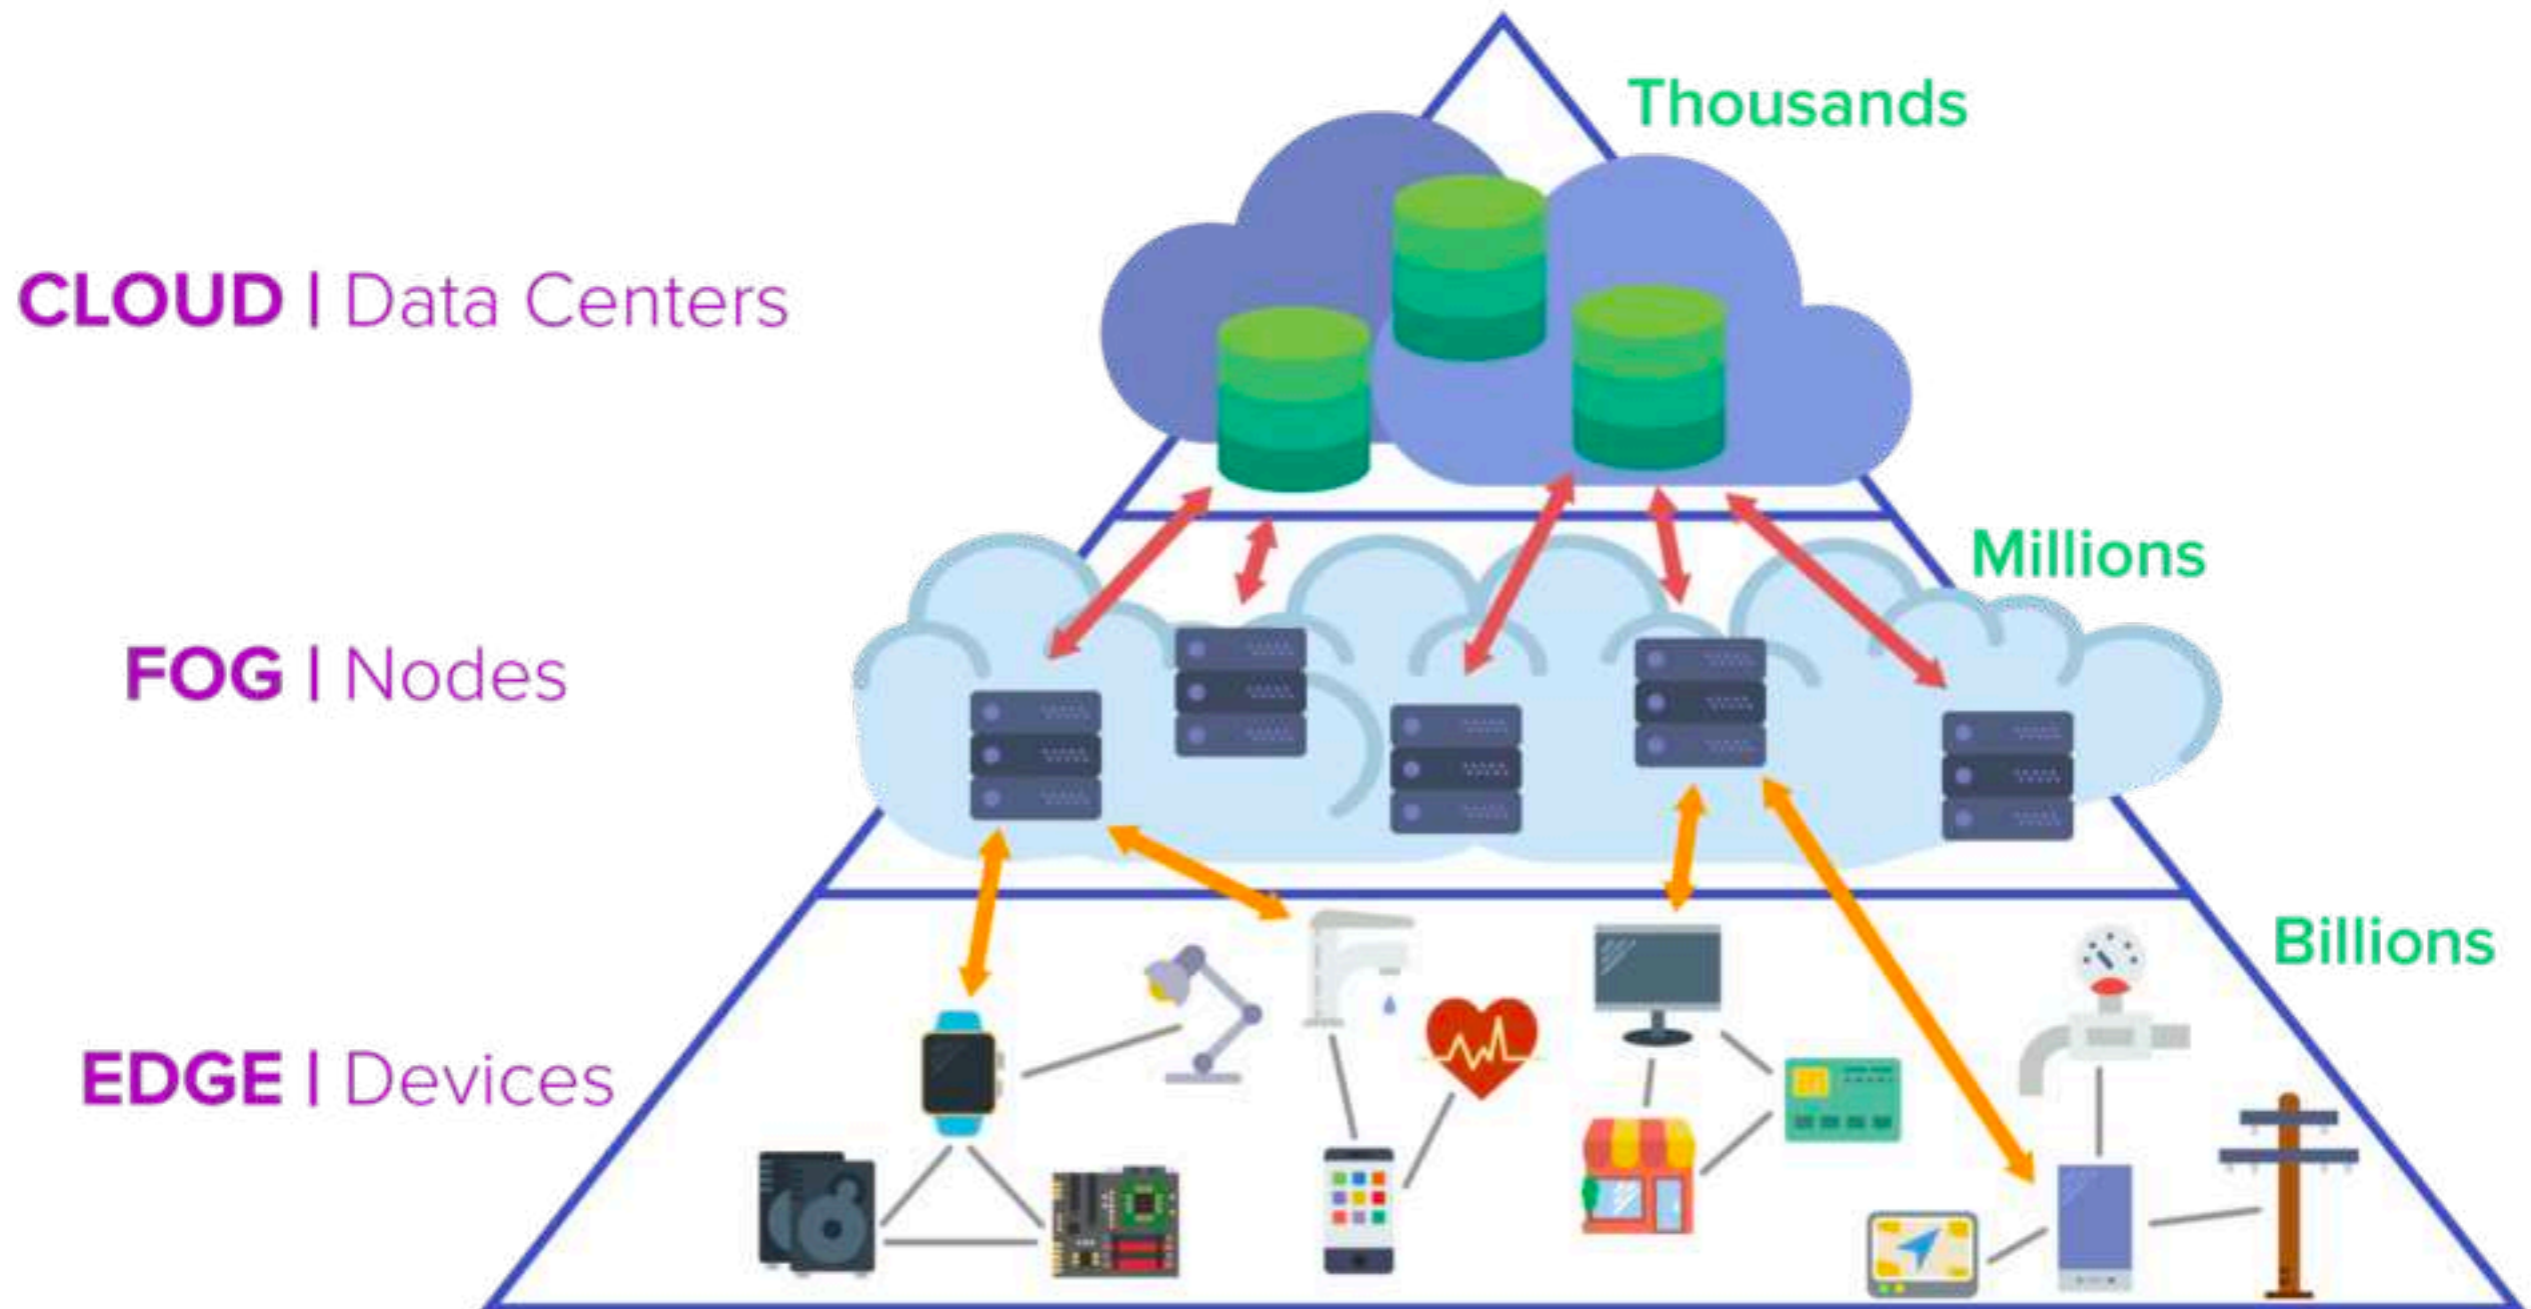 Thousands
CLOUD | Data Centers
Millions
FOG | Nodes
Billions
EDGE | Devices